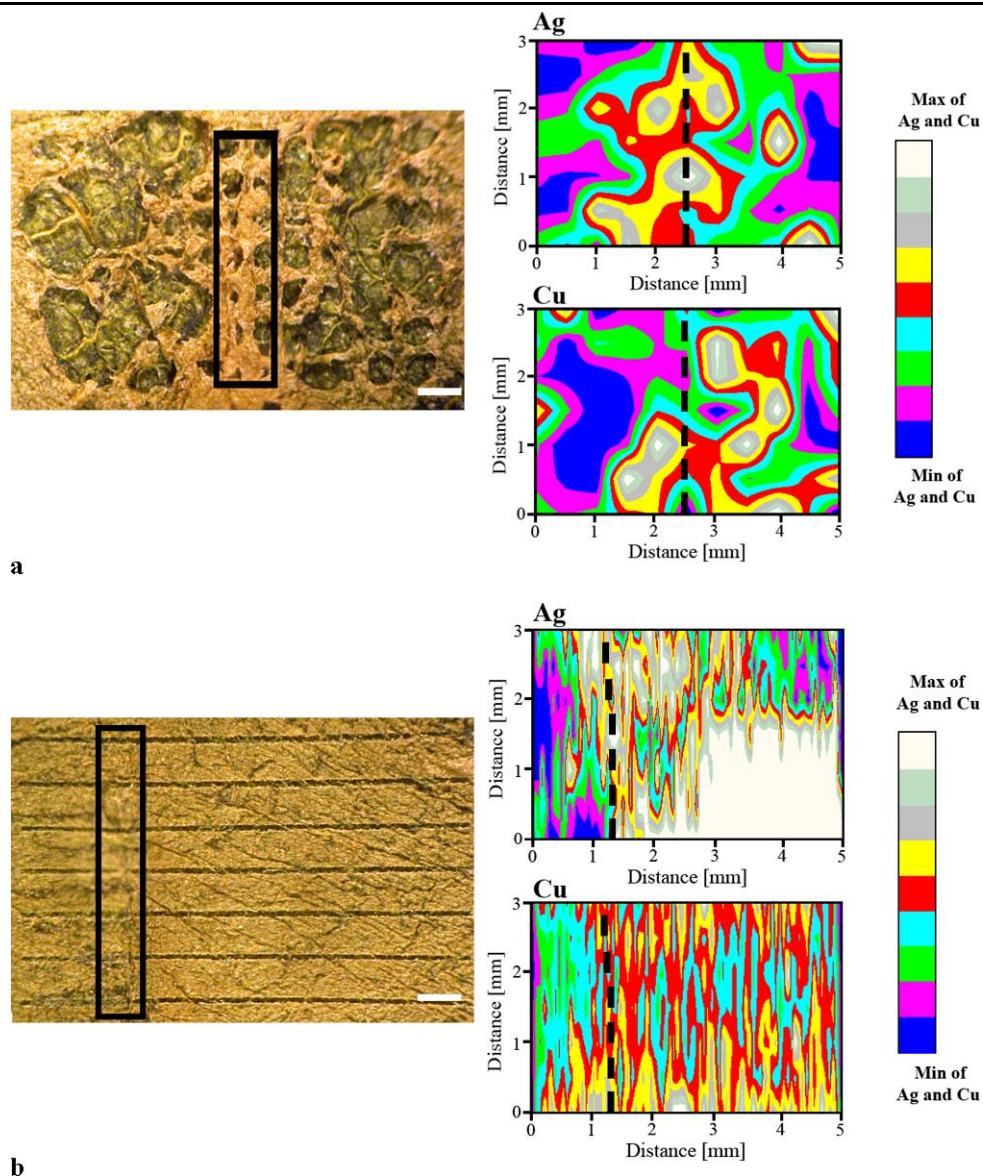 Ag
3
2
1
0
Distance [mm]
0 1 2 3 4 5
Distance [mm]
Cu
3
2
1
0
Distance [mm]
0 1 2 3 4 5
Distance [mm]
Max of
Ag and Cu
Min of
Ag and Cu
a
Ag
3
2
1
0
Distance [mm]
0 1 2 3 4 5
Cu
3
2
1
0
Distance [mm]
0 1 2 3 4 5
Distance [mm]
Max of
Ag and Cu
Min of
Ag and Cu
b